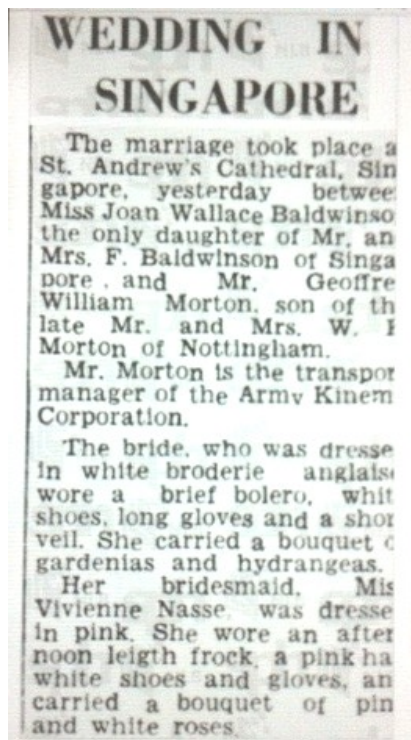 WEDDING IN
SINGAPORE
The marriage took place a
St. Andrew's Cathedral, Sin
gapore, yesterday betwee
Miss Joan Wallace Baldwinso
the only daughter of Mr. an
Mrs. F. Baldwinson of Singa
pore , and Mr. Geoffre
William Morton, son of th
late Mr. and Mrs. W.
Morton of Nottingham.
Mr. Morton is the transpor
manager of the Army Kinem
Corporation.
The bride, who was dresse
in white broderie anglais
wore a brief bolero, whit
shoes, long gloves and a shor
veil. She carried a bouquet
gardenias and hydrangeas.
Her bridesmaid, Mis
Vivienne Nasse, was dresse
in pink. She wore an after
noon leigth frock, a pink ha
white shoes and gloves, an
carried a bouquet of pin
and white roses.